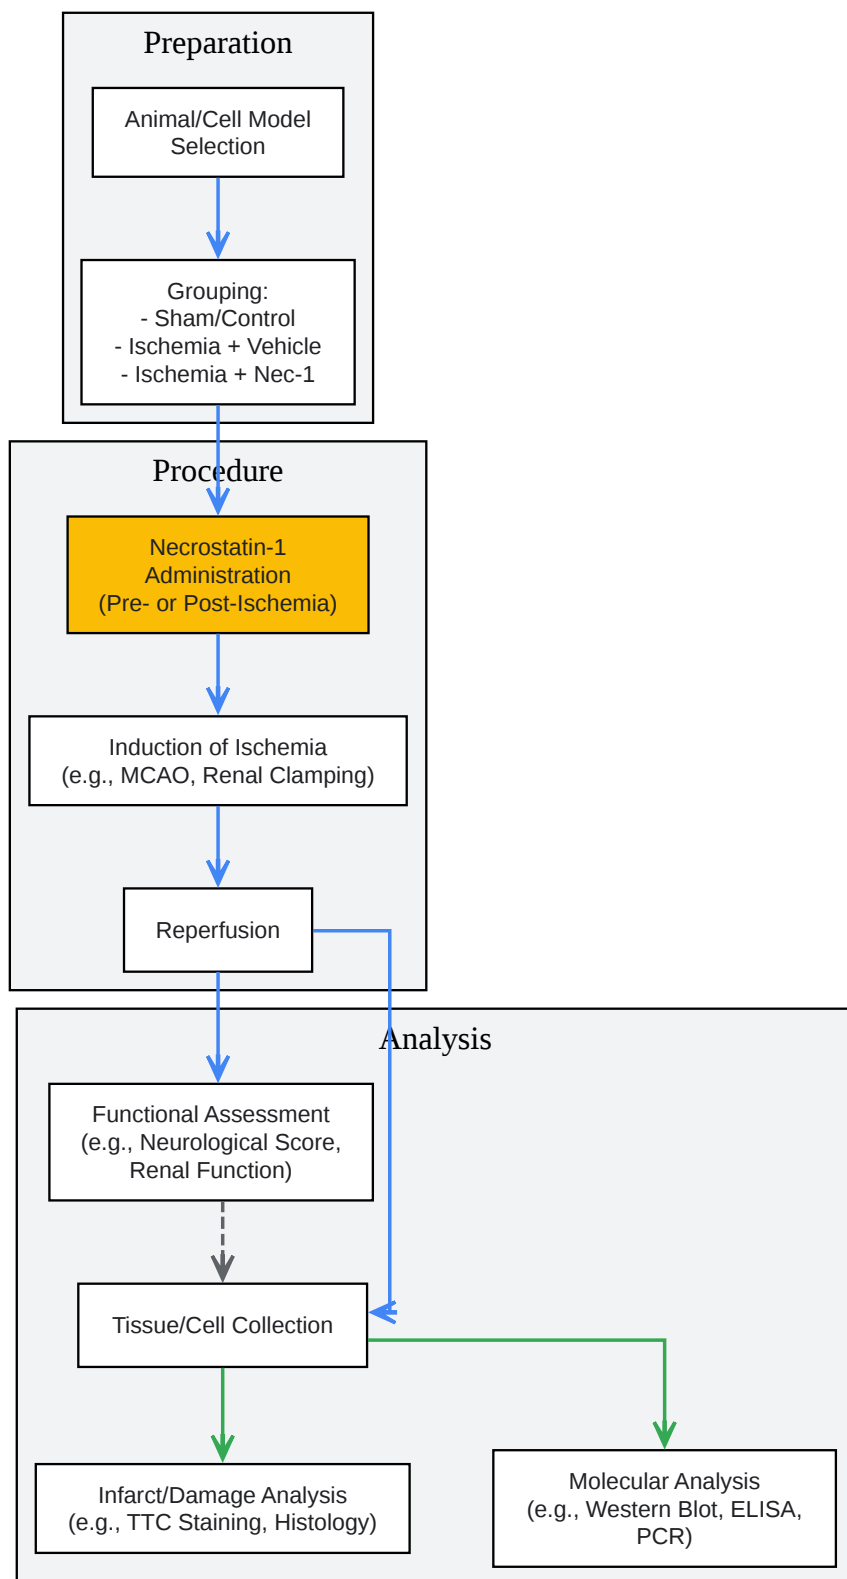 Preparation
Animal/Cell Model
Selection
Grouping:
- Sham/Control
- Ischemia + Vehicle
- Ischemia + Nec-1
Procedure
Necrostatin-1
Administration
(Pre- or Post-Ischemia)
Induction of Ischemia
(e.g., MCAO, Renal Clamping)
Reperfusion
Analysis
Functional Assessment
(e.g., Neurological Score,
Renal Function)
Tissue/Cell Collection
Infarct/Damage Analysis
(e.g., TTC Staining, Histology)
Molecular Analysis
(e.g., Western Blot, ELISA,
PCR)